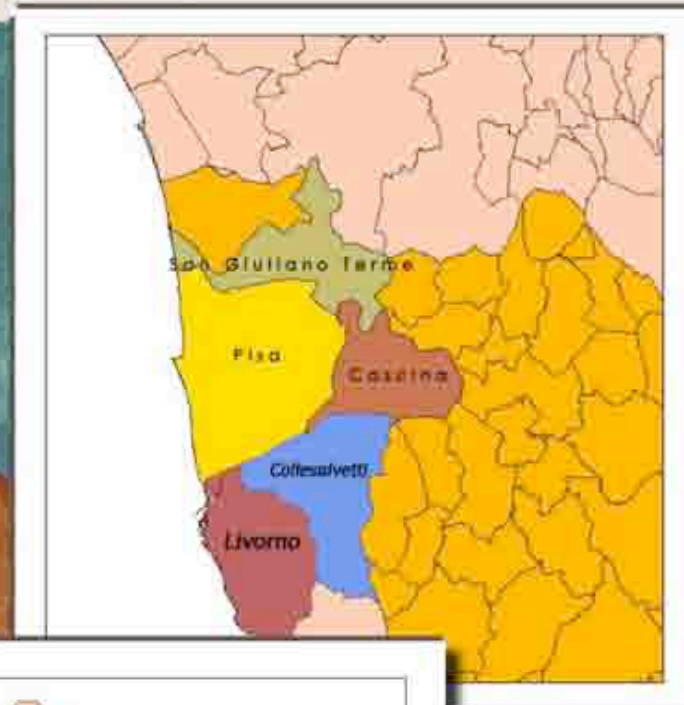 San Giuliano Terme
Pisa
Cascina
Collesalvetti
Livorno